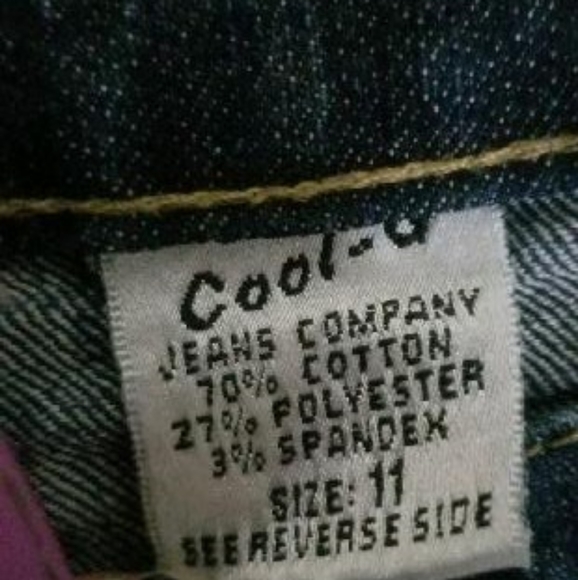 Cool-G
JEANS COMPANY
70% COTTON
27% POLYESTER
3% SPANDEX
SIZE: 11
SEE REVERSE SIDE